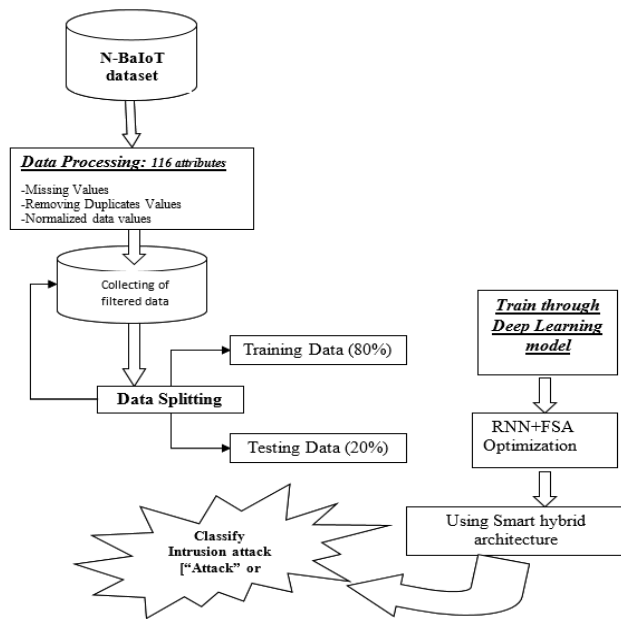 N-BaIoT
dataset
Data Processing: 116 attributes
-Missing Values
-Removing Duplicates Values
-Normalized data values
Collecting of
filtered data
Training Data (80%)
Data Splitting
Testing Data (20%)
Train through
Deep Learning
model
RNN+FSA
Optimization
Using Smart hybrid
architecture
Classify
Intrusion attack
[“Attack” or